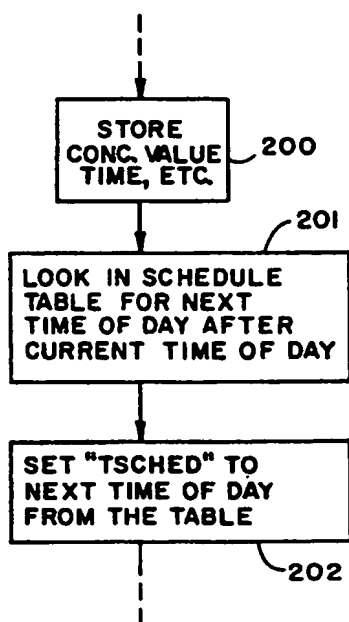 STORE
CONC. VALUE
TIME, ETC.
200
201
LOOK IN SCHEDULE
TABLE FOR NEXT
TIME OF DAY AFTER
CURRENT TIME OF DAY
SET "TSCHED" TO
NEXT TIME OF DAY
FROM THE TABLE
202